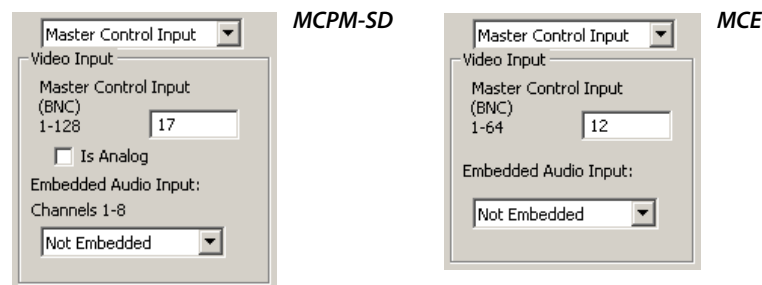 Master Control Input
MCPM-SD
Video Input
Master Control Input
(BNC)
1-128
17
Is Analog
Embedded Audio Input:
Channels 1-8
Not Embedded
Master Control Input
MCE
Video Input
Master Control Input
(BNC)
1-64
12
Embedded Audio Input:
Not Embedded